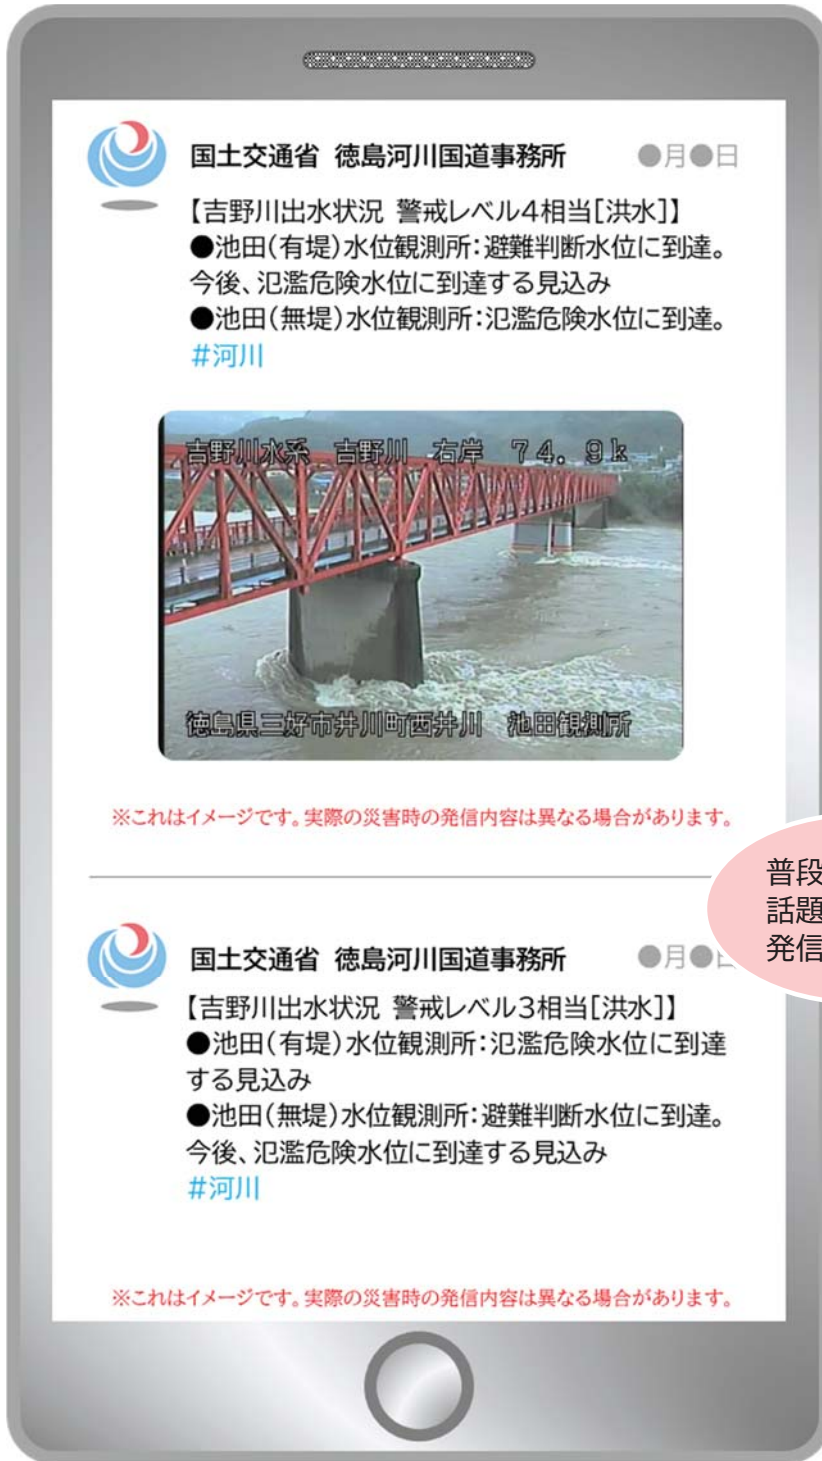 国土交通省 徳島河川国道事務所 ●月●日
【吉野川出水状況 警戒レベル4相当[洪水]】
●池田(有堤)水位観測所:避難判断水位に到達。
今後、氾濫危険水位に到達する見込み
●池田(無堤)水位観測所:氾濫危険水位に到達。
#河川
吉野川水系 吉野川 右岸 74.9k
徳島県三好市井川町西井川 池田観測所
※これはイメージです。実際の災害時の発信内容は異なる場合があります。
普段
話題
発信
国土交通省 徳島河川国道事務所 ●月●日
【吉野川出水状況 警戒レベル3相当[洪水]】
●池田(有堤)水位観測所:氾濫危険水位に到達
する見込み
●池田(無堤)水位観測所:避難判断水位に到達。
今後、氾濫危険水位に到達する見込み
#河川
※これはイメージです。実際の災害時の発信内容は異なる場合があります。